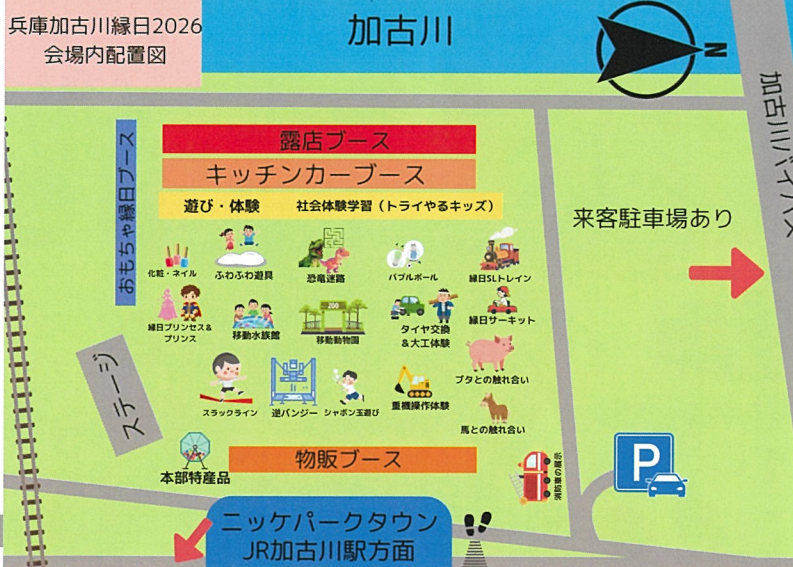 兵庫加古川縁日2026
会場内配置図
加古川
N
加古川バイパス
おもちゃ縁日ブース
露店ブース
キッチンカーブース
遊び・体験
社会体験学習（トライやるキッズ）
来客駐車場あり
化粧・ネイル
ふわふわ遊具
恐竜迷路
バブルボール
縁日SLトレイン
縁日プリンセス＆
プリンス
移動水族館
ZOO
移動動物園
タイヤ交換
＆大工体験
縁日サーキット
ブタとの触れ合い
ステージ
スラックライン
逆バンジー
シャボン玉遊び
重機操作体験
馬との触れ合い
本部特産品
物販ブース
消防車の展示
P
ニッケパークタウン
JR加古川駅方面